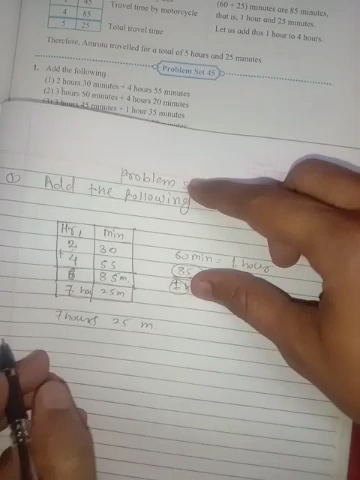 45
4 85
5 25
Travel time by motorcycle
Total travel time
(60 + 25) minutes are 85 minutes,
that is, 1 hour and 25 minutes.
Let us add this 1 hour to 4 hours.
Therefore, Amruta travelled for a total of 5 hours and 25 minutes.
Problem Set 45
1. Add the following
(1) 2 hours 30 minutes + 4 hours 55 minutes
(2) 3 hours 50 minutes + 4 hours 20 minutes
(3) 3 hours 45 minutes + 1 hour 35 minutes
Problem
① Add the following
Hr, min
2 30
+ 4 55
6 85 m
7 ho 25 m
60 min = 1 hour
85
7 hours 25 m